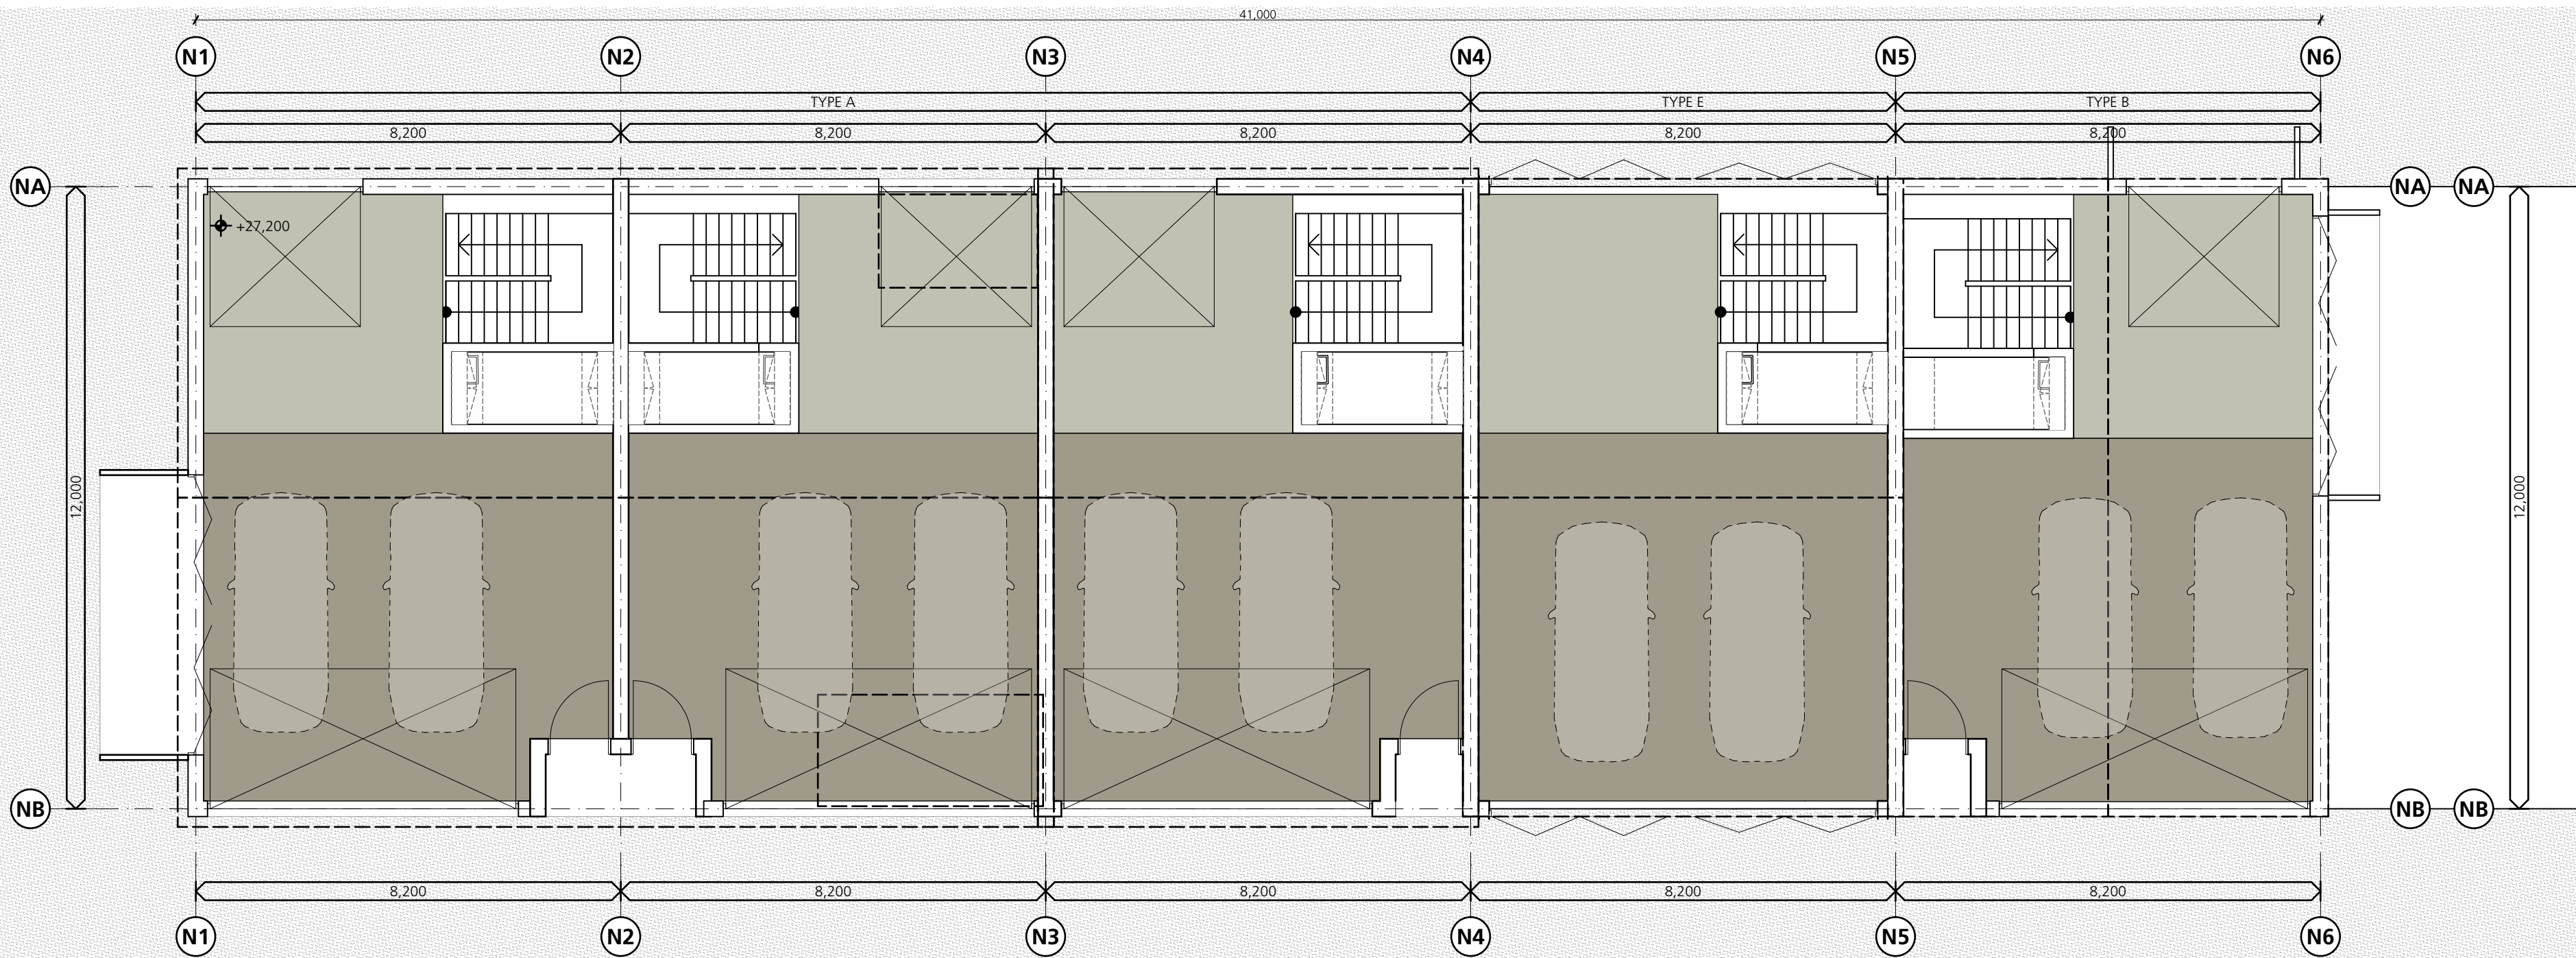 41,000
N1 N2 N3 N4 N5 N6
TYPE A TYPE E TYPE B
8,200 8,200 8,200 8,200 8,200
NA NA NA
+27,200
12,000 12,000
NB NB NB
8,200 8,200 8,200 8,200 8,200
N1 N2 N3 N4 N5 N6